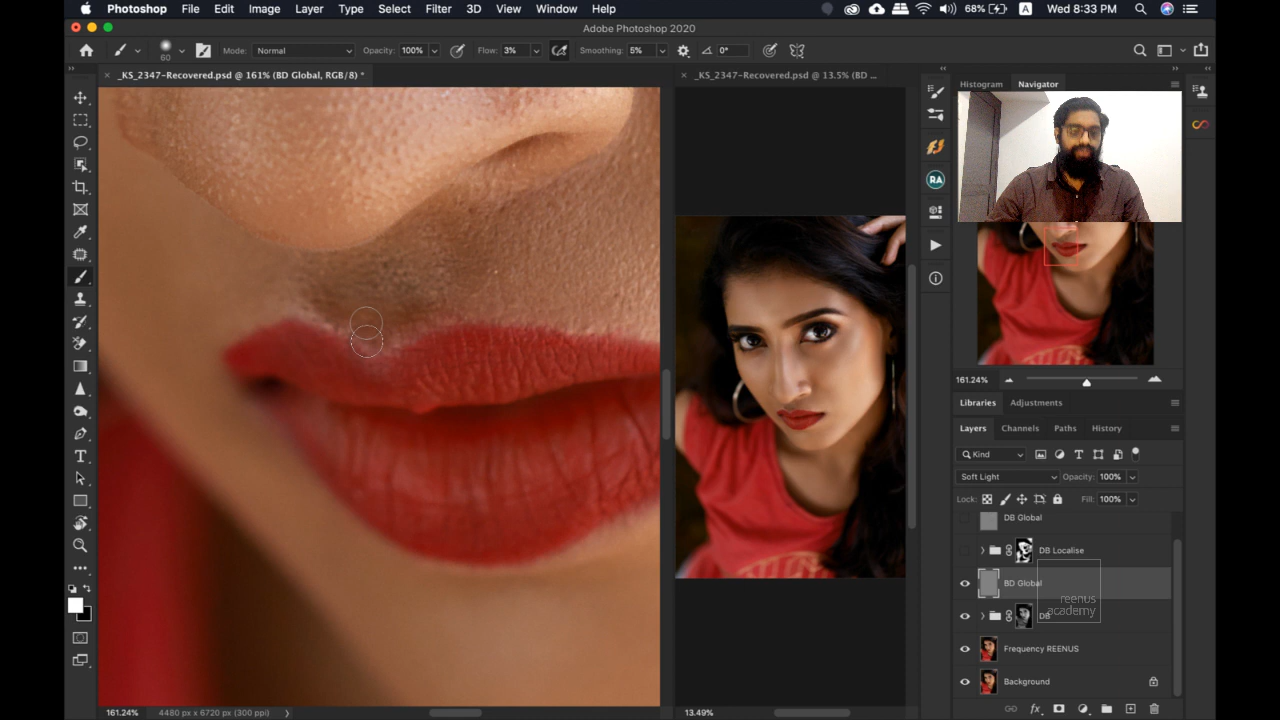 Photoshop File Edit Image Layer Type Select Filter 3D View Window Help 68% A Wed 8:33 PM
Adobe Photoshop 2020
60 Mode: Normal Opacity: 100% Flow: 3% Smoothing: 5% 0°
_KS_2347-Recovered.psd @ 161% (BD Global, RGB/8) * _KS_2347-Recovered.psd @ 13.5% (BD ...
Histogram Navigator
RA
161.24%
Libraries Adjustments
Layers Channels Paths History
Kind
Soft Light Opacity: 100%
Lock: Fill: 100%
DB Global
DB Localise
BD Global
reenus
academy
DB
Frequency REENUS
Background
161.24% 4480 px x 6720 px (300 ppi) 13.49%